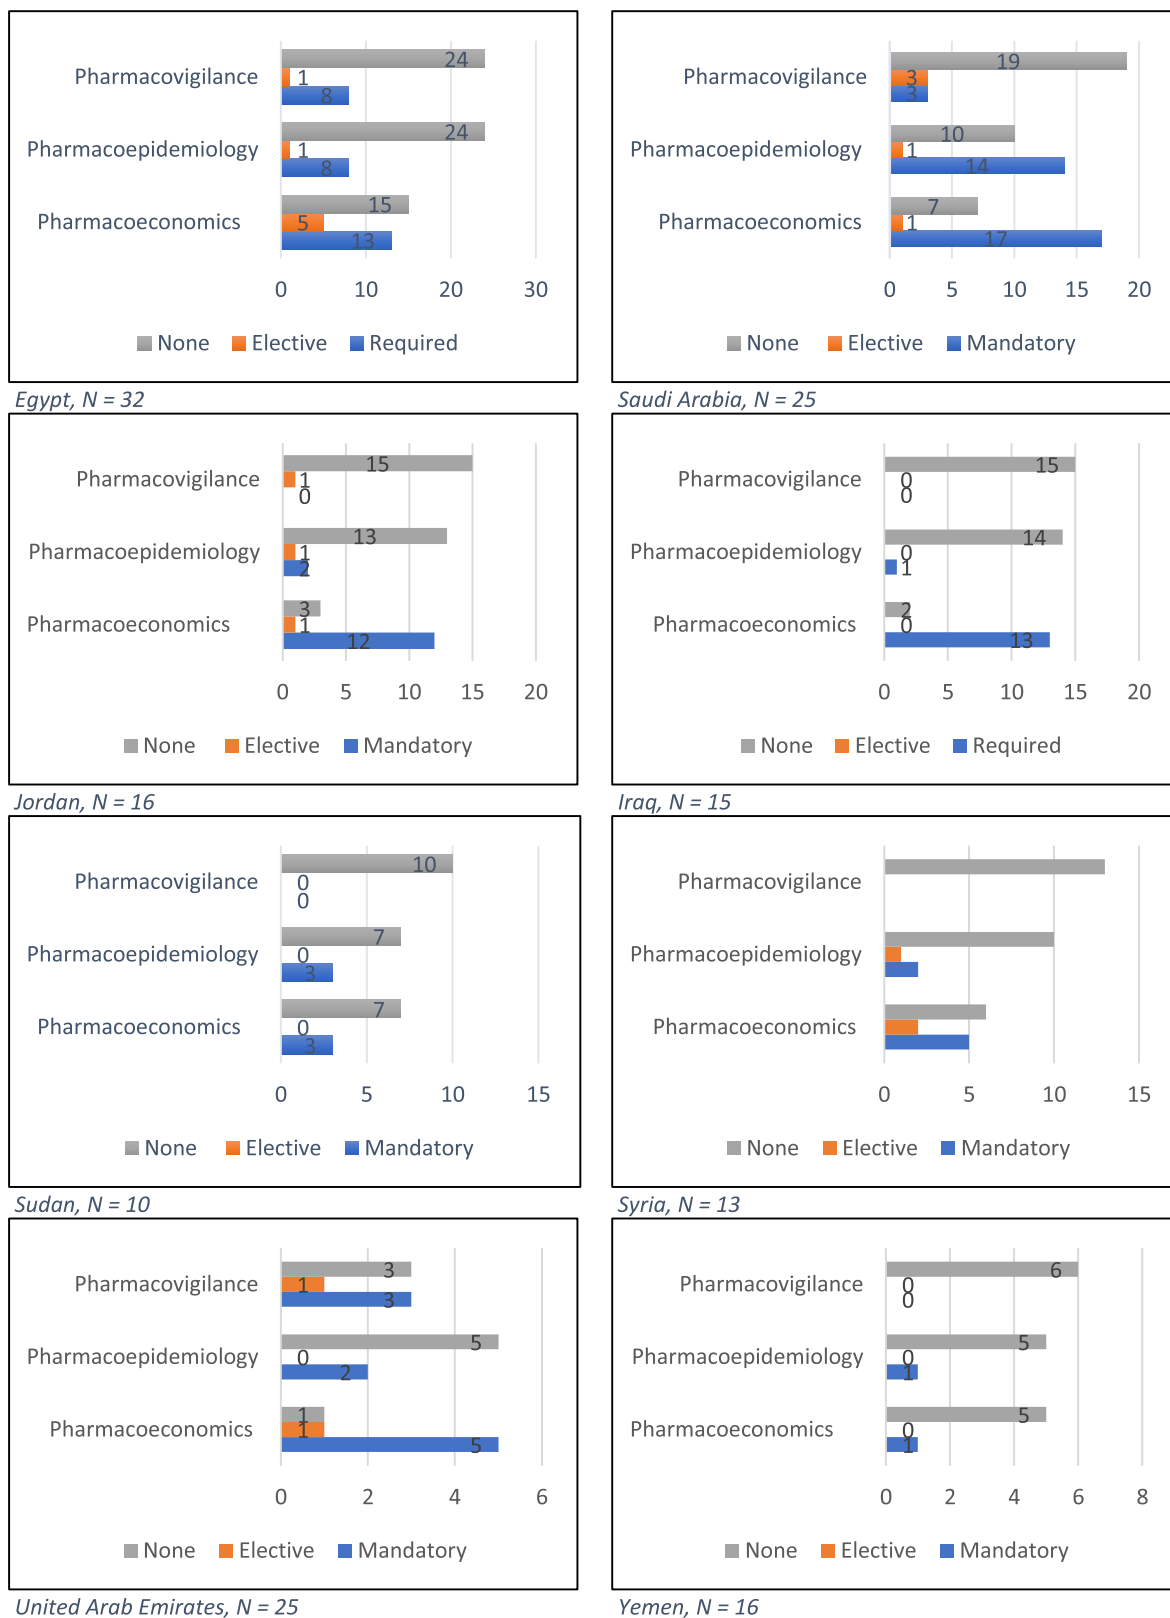 Pharmacovigilance 24 1 8
Pharmacoepidemiology 24 1 8
Pharmacoeconomics 15 5 13
0 10 20 30
None Elective Required
Egypt, N = 32
Pharmacovigilance 19 3 3
Pharmacoepidemiology 10 1 14
Pharmacoeconomics 7 1 17
0 5 10 15 20
None Elective Mandatory
Saudi Arabia, N = 25
Pharmacovigilance 15 1 0
Pharmacoepidemiology 13 1 2
Pharmacoeconomics 3 1 12
0 5 10 15 20
None Elective Mandatory
Jordan, N = 16
Pharmacovigilance 15 0 0
Pharmacoepidemiology 14 0 1
Pharmacoeconomics 2 0 13
0 5 10 15 20
None Elective Required
Iraq, N = 15
Pharmacovigilance 10 0 0
Pharmacoepidemiology 7 0 3
Pharmacoeconomics 7 0 3
0 5 10 15
None Elective Mandatory
Sudan, N = 10
Pharmacovigilance
Pharmacoepidemiology
Pharmacoeconomics
0 5 10 15
None Elective Mandatory
Syria, N = 13
Pharmacovigilance 3 1 3
Pharmacoepidemiology 5 0 2
Pharmacoeconomics 1 1 5
0 2 4 6
None Elective Mandatory
United Arab Emirates, N = 25
Pharmacovigilance 6 0 0
Pharmacoepidemiology 5 0 1
Pharmacoeconomics 5 0 1
0 2 4 6 8
None Elective Mandatory
Yemen, N = 16